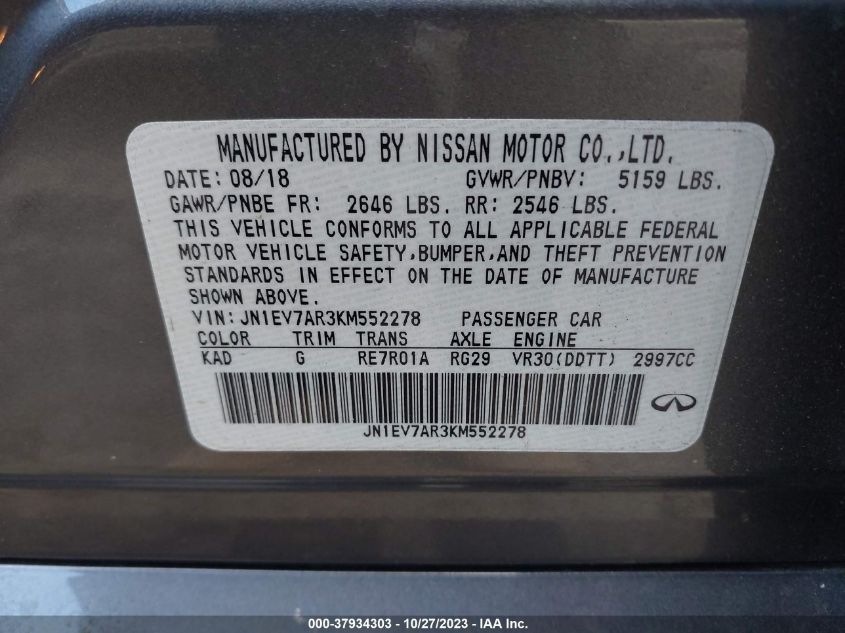 MANUFACTURED BY NISSAN MOTOR CO.,LTD.
DATE: 08/18 GVWR/PNBV: 5159 LBS.
GAWR/PNBE FR: 2646 LBS. RR: 2546 LBS.
THIS VEHICLE CONFORMS TO ALL APPLICABLE FEDERAL
MOTOR VEHICLE SAFETY,BUMPER,AND THEFT PREVENTION
STANDARDS IN EFFECT ON THE DATE OF MANUFACTURE
SHOWN ABOVE.
VIN:JN1EV7AR3KM552278 PASSENGER CAR
COLOR TRIM TRANS AXLE ENGINE
KAD G RE7R01A RG29 VR30(DDTT) 2997CC
JN1EV7AR3KM552278
000-37934303 - 10/27/2023 - IAA Inc.